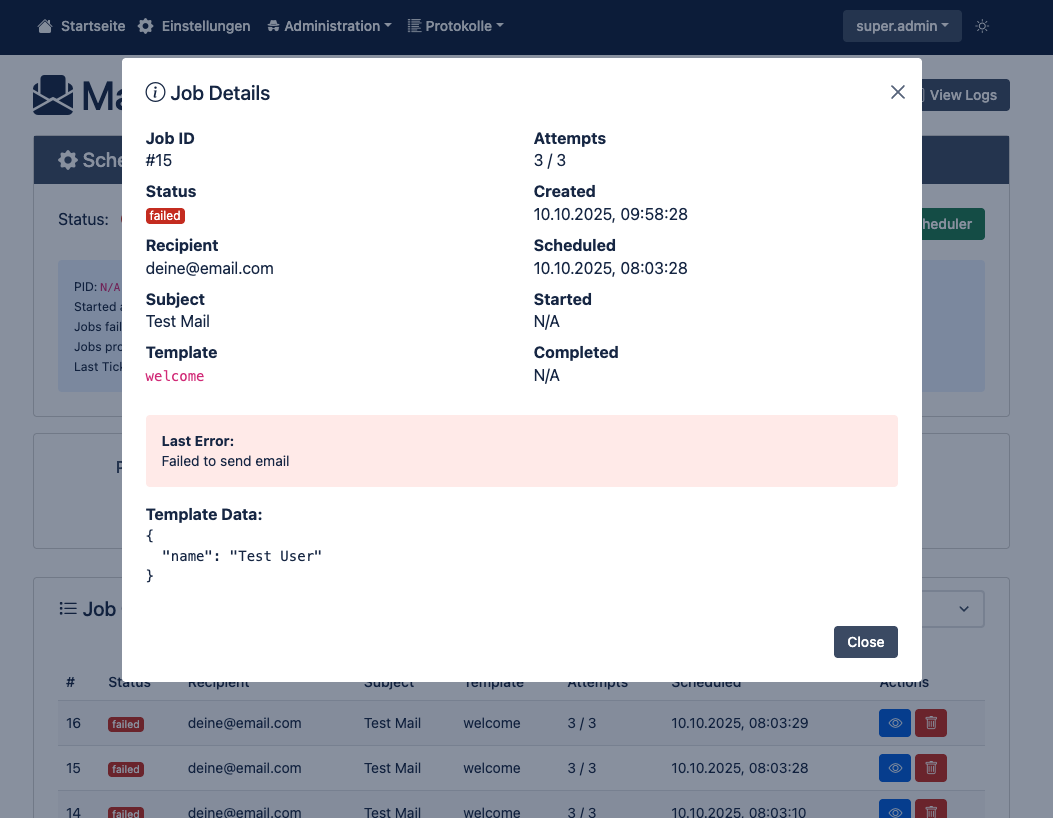 Startseite Einstellungen Administration Protokolle super.admin
Job Details
View Logs
Job ID
#15
Attempts
3 / 3
Status
failed
Created
10.10.2025, 09:58:28
Recipient
deine@email.com
Scheduled
10.10.2025, 08:03:28
Subject
Test Mail
Started
N/A
Template
welcome
Completed
N/A
Last Error:
Failed to send email
Template Data:
{
"name": "Test User"
}
Close
Status:
PID: N/A
Started
Jobs
Jobs
Last Tick
Job
# Status Recipient Subject Template Attempts Scheduled Actions
16 failed deine@email.com Test Mail welcome 3 / 3 10.10.2025, 08:03:29
15 failed deine@email.com Test Mail welcome 3 / 3 10.10.2025, 08:03:28
14 failed deine@email.com Test Mail welcome 3 / 3 10.10.2025, 08:03:10